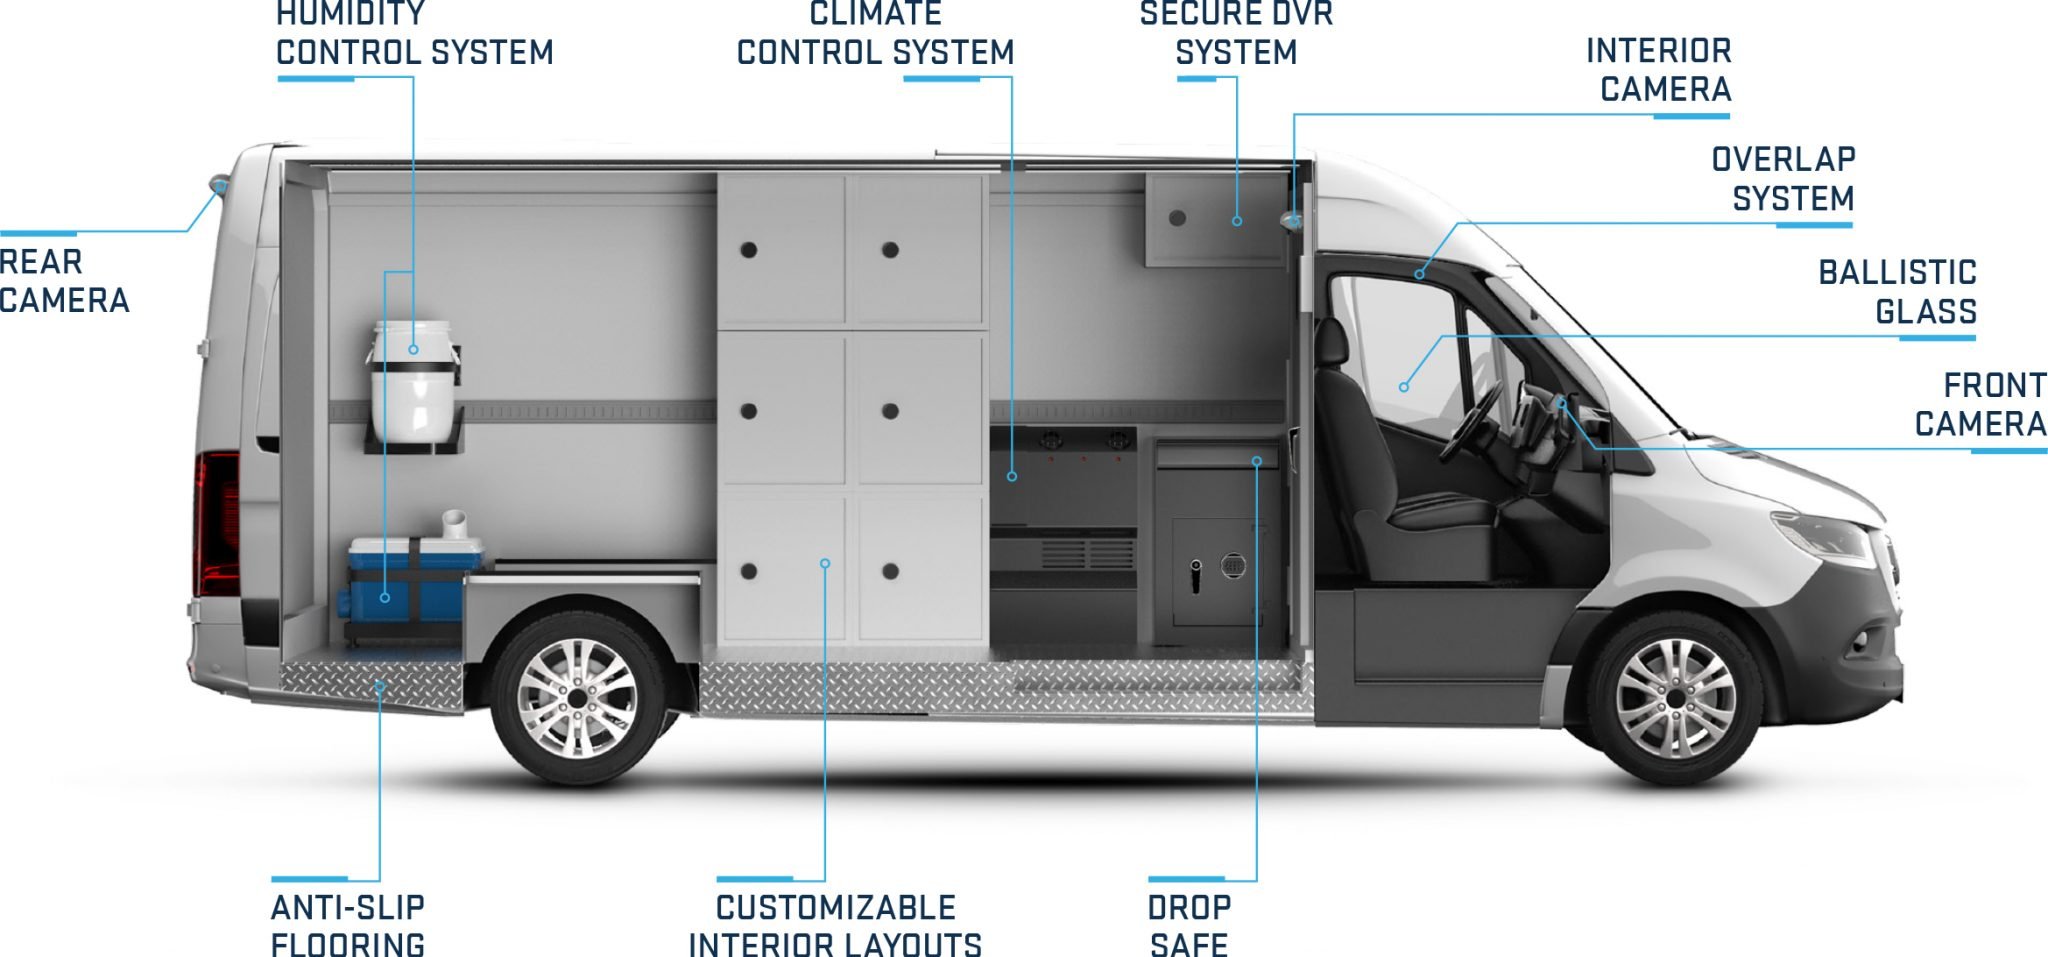 HUMIDITY
CONTROL SYSTEM
CLIMATE
CONTROL SYSTEM
SECURE DVR
SYSTEM
INTERIOR
CAMERA
OVERLAP
SYSTEM
BALLISTIC
GLASS
FRONT
CAMERA
REAR
CAMERA
ANTI-SLIP
FLOORING
CUSTOMIZABLE
INTERIOR LAYOUTS
DROP
SAFE